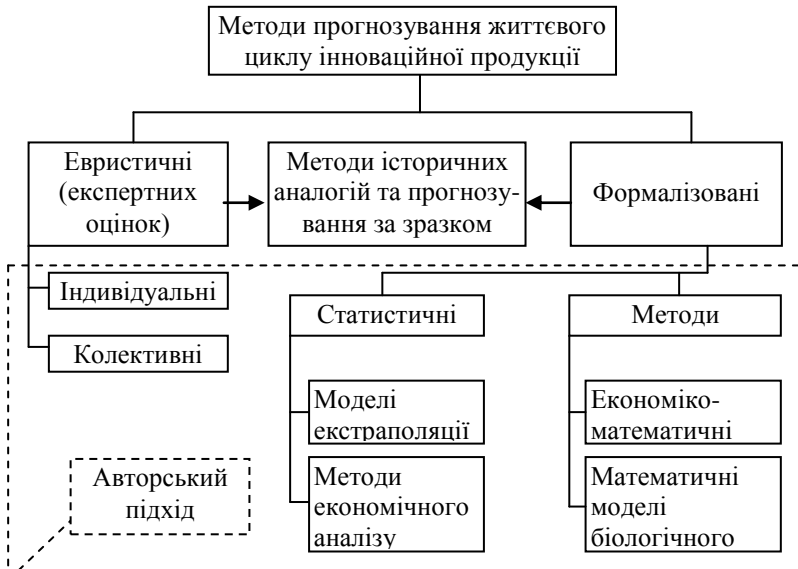 Методи прогнозування життєвого
циклу інноваційної продукції
Евристичні
(експертних
оцінок)
Методи історичних
аналогій та прогнозу-
вання за зразком
Формалізовані
Індивідуальні
Колективні
Статистичні
Методи
Моделі
екстраполяції
Методи
економічного
аналізу
Економіко-
математичні
Математичні
моделі
біологічного
Авторський
підхід